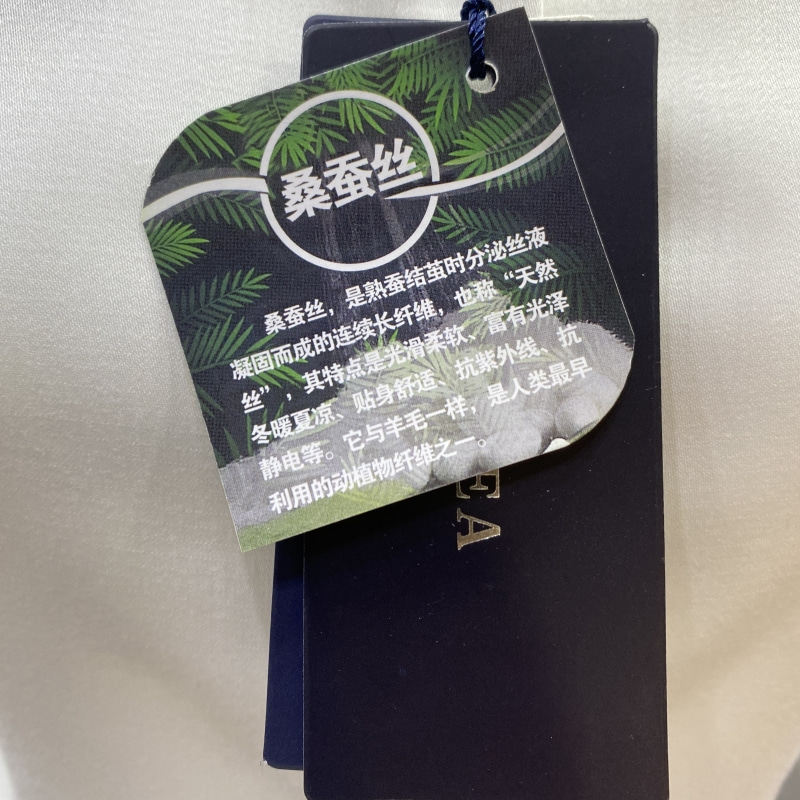 桑蚕丝
桑蚕丝，是熟蚕结茧时分泌丝液
凝固而成的连续长纤维，也称“天然
丝”，其特点是光滑柔软、富有光泽
冬暖夏凉、贴身舒适、抗紫外线、抗
静电等。它与羊毛一样，是人类最早
利用的动植物纤维之一。
EA